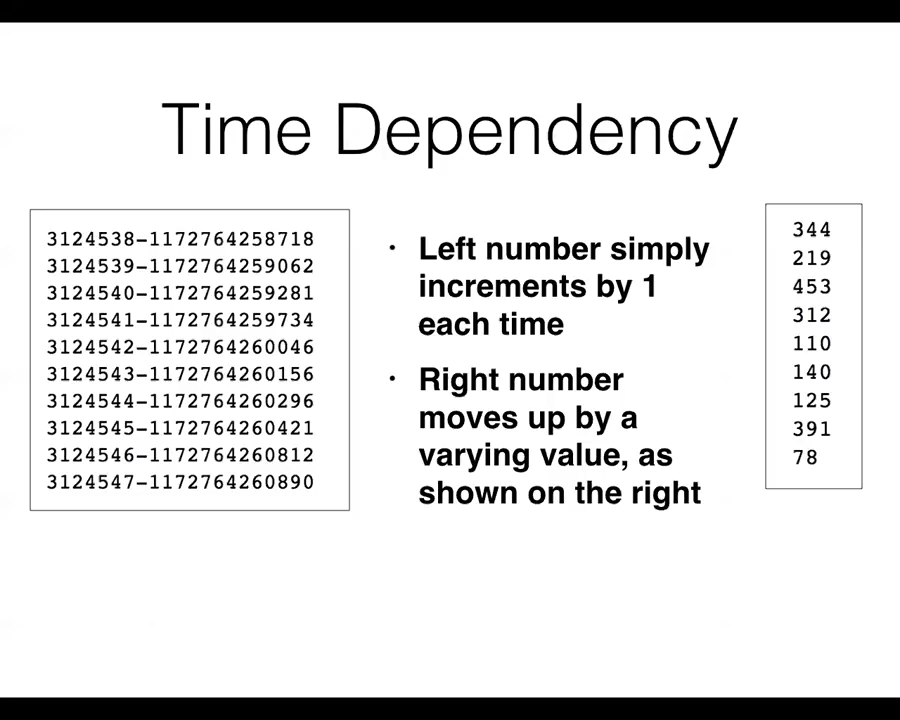 Time Dependency
3124538-1172764258718
3124539-1172764259062
3124540-1172764259281
3124541-1172764259734
3124542-1172764260046
3124543-1172764260156
3124544-1172764260296
3124545-1172764260421
3124546-1172764260812
3124547-1172764260890
• Left number simply
increments by 1
each time
• Right number
moves up by a
varying value, as
shown on the right
344
219
453
312
110
140
125
391
78